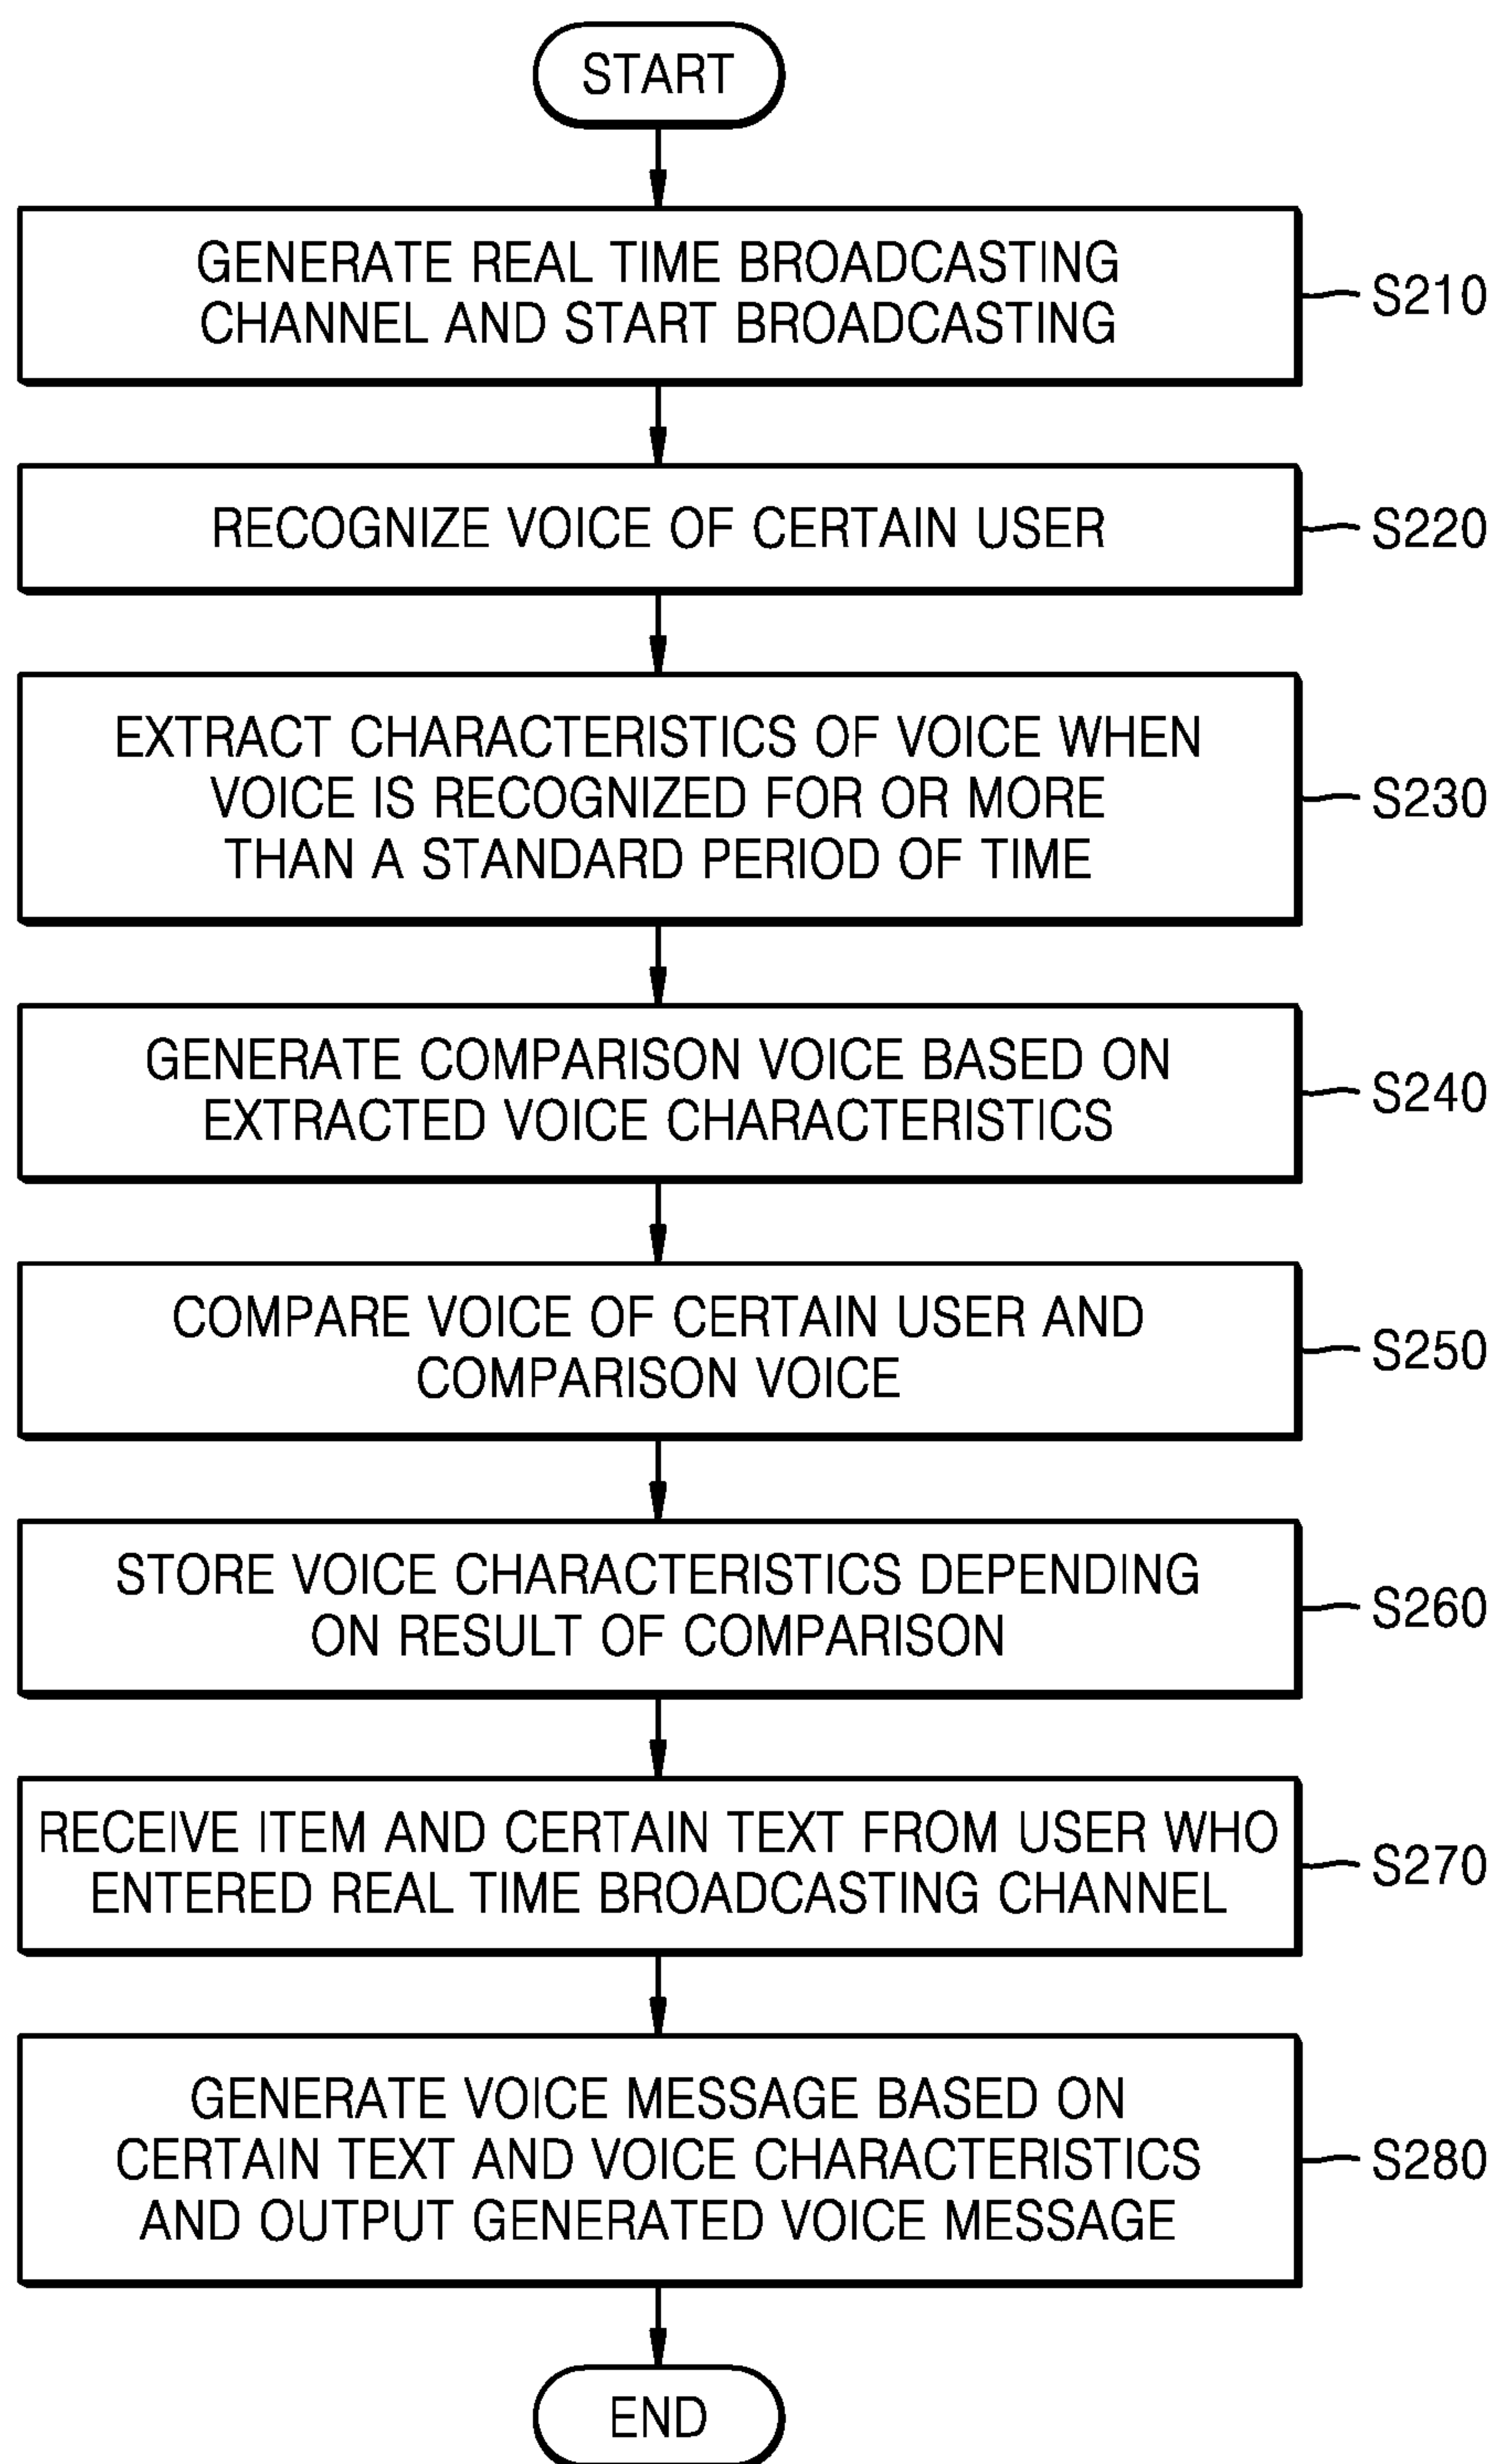 START
GENERATE REAL TIME BROADCASTING
CHANNEL AND START BROADCASTING
S210
RECOGNIZE VOICE OF CERTAIN USER
S220
EXTRACT CHARACTERISTICS OF VOICE WHEN
VOICE IS RECOGNIZED FOR OR MORE
THAN A STANDARD PERIOD OF TIME
S230
GENERATE COMPARISON VOICE BASED ON
EXTRACTED VOICE CHARACTERISTICS
S240
COMPARE VOICE OF CERTAIN USER AND
COMPARISON VOICE
S250
STORE VOICE CHARACTERISTICS DEPENDING
ON RESULT OF COMPARISON
S260
RECEIVE ITEM AND CERTAIN TEXT FROM USER WHO
ENTERED REAL TIME BROADCASTING CHANNEL
S270
GENERATE VOICE MESSAGE BASED ON
CERTAIN TEXT AND VOICE CHARACTERISTICS
AND OUTPUT GENERATED VOICE MESSAGE
S280
END